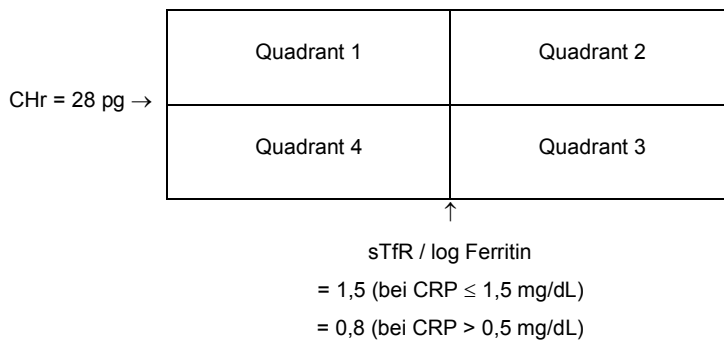 Quadrant 1
Quadrant 2
CHr = 28 pg →
Quadrant 4
Quadrant 3
↑
sTfR / log Ferritin
= 1,5 (bei CRP ≤ 1,5 mg/dL)
= 0,8 (bei CRP > 0,5 mg/dL)